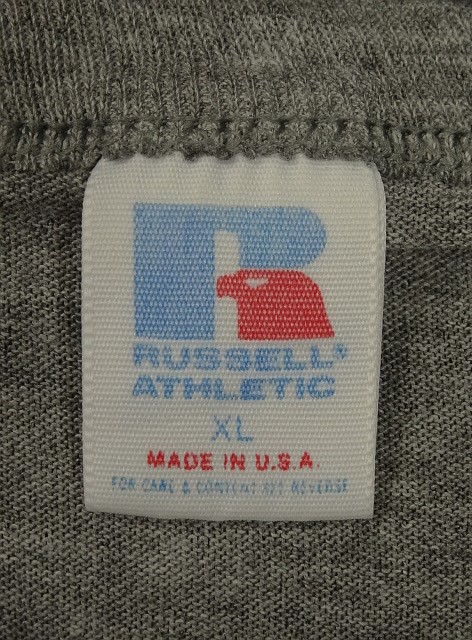 R
RUSSELL®
ATHLETIC
XL
MADE IN U.S.A.
FOR CARE & CONTENT SEE REVERSE